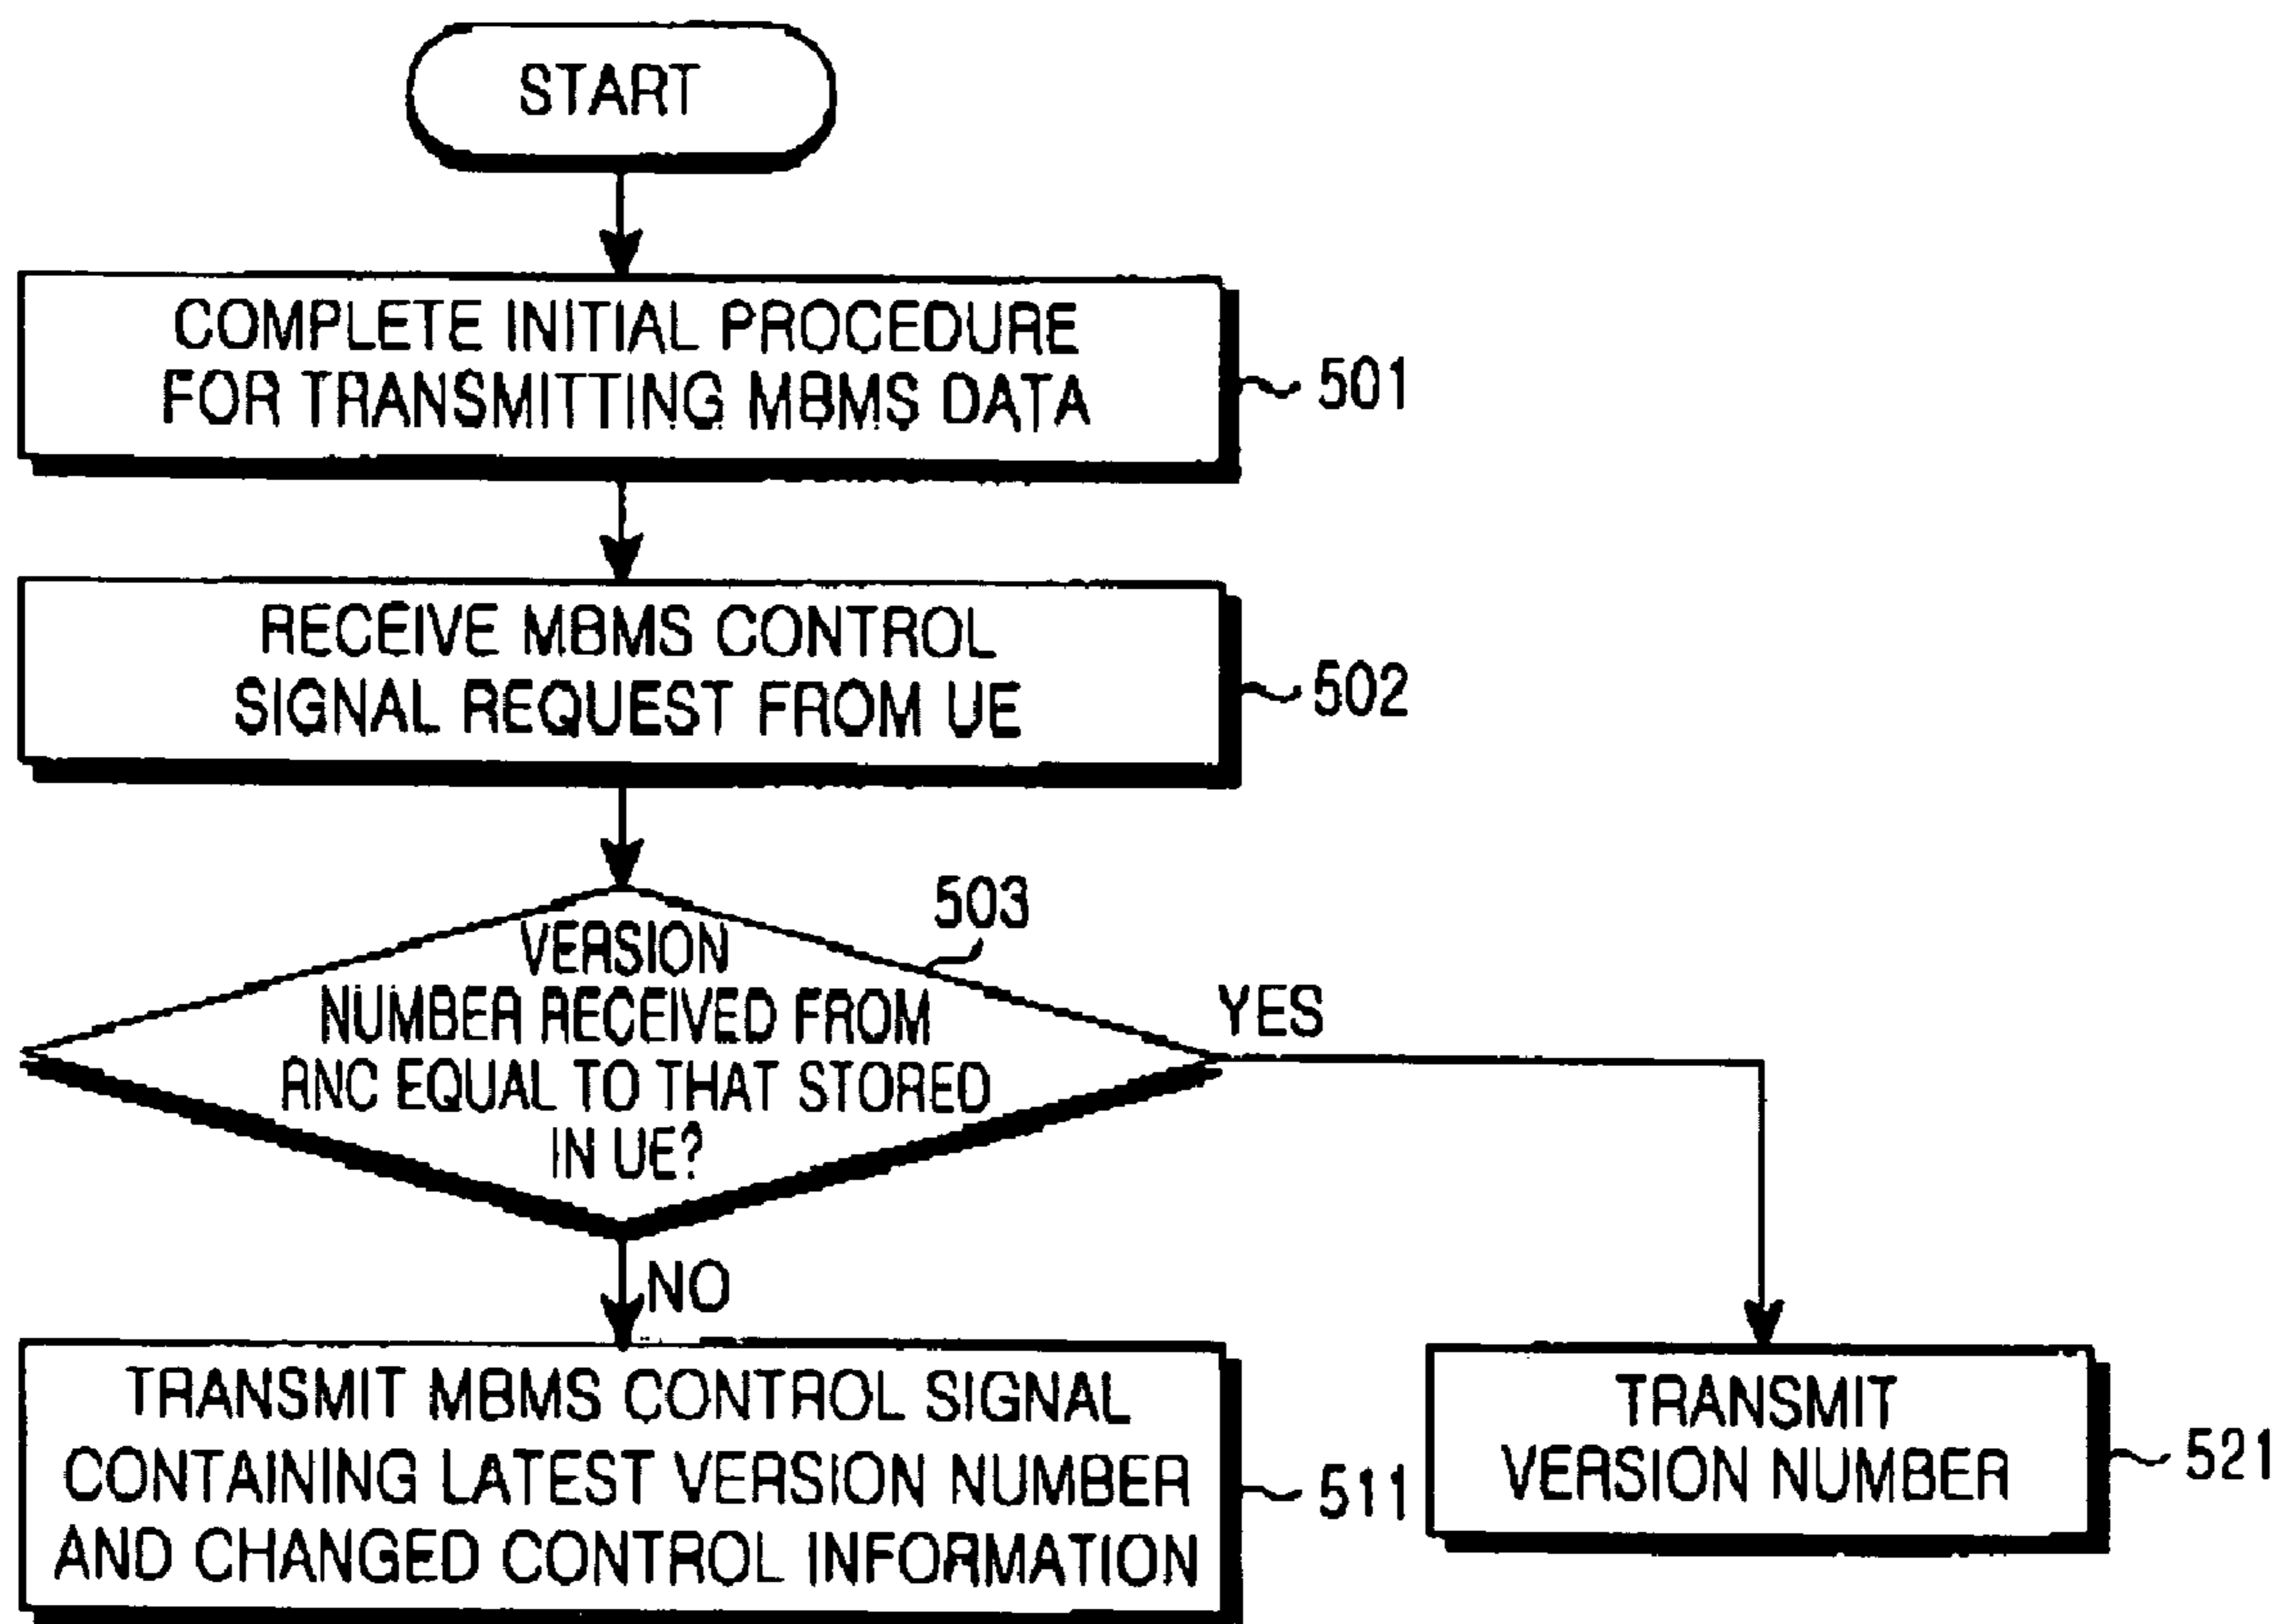 START
COMPLETE INITIAL PROCEDURE
FOR TRANSMITTING MBMS DATA
501
RECEIVE MBMS CONTROL
SIGNAL REQUEST FROM UE
502
503
VERSION
NUMBER RECEIVED FROM
RNC EQUAL TO THAT STORED
IN UE?
YES
NO
TRANSMIT MBMS CONTROL SIGNAL
CONTAINING LATEST VERSION NUMBER
AND CHANGED CONTROL INFORMATION
511
TRANSMIT
VERSION NUMBER
521